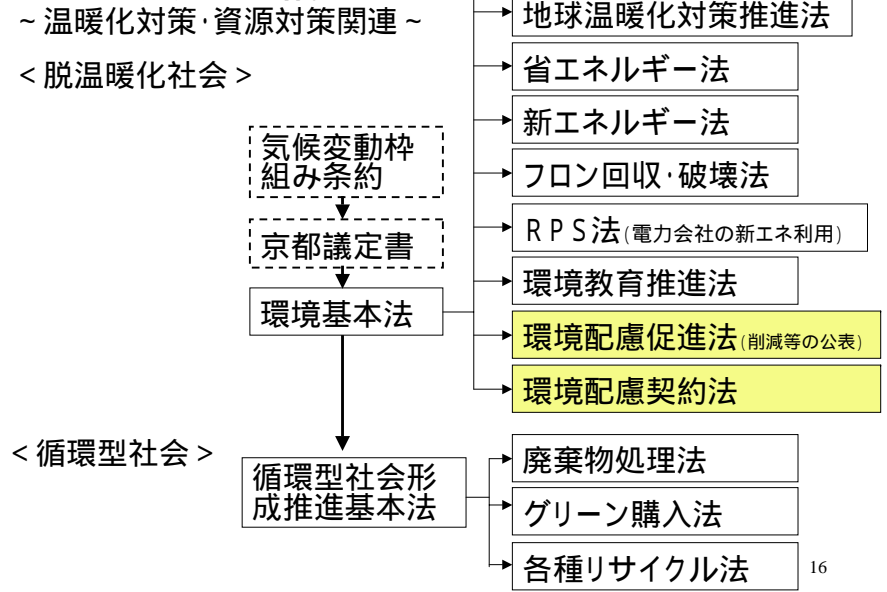 ~温暖化対策・資源対策関連~
<脱温暖化社会>
気候変動枠
組み条約
京都議定書
環境基本法
地球温暖化対策推進法
省エネルギー法
新エネルギー法
フロン回収・破壊法
ＲＰＳ法(電力会社の新エネ利用)
環境教育推進法
環境配慮促進法(削減等の公表)
環境配慮契約法
<循環型社会>
循環型社会形
成推進基本法
廃棄物処理法
グリーン購入法
各種リサイクル法
16